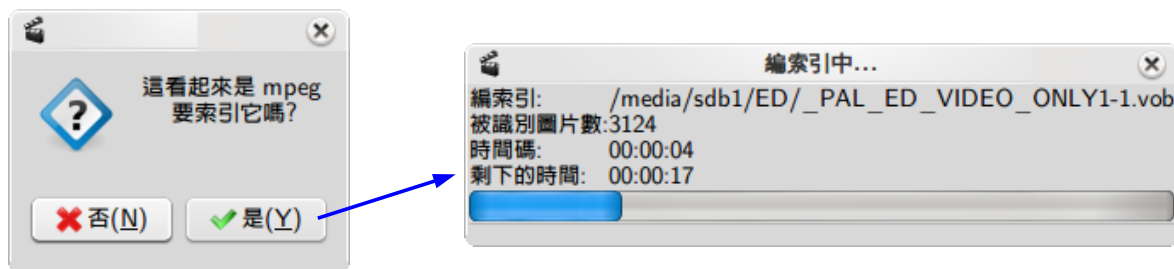 這看起來是 mpeg
要索引它嗎?
否(N)
是(Y)
編索引中...
編索引: /media/sdb1/ED/_PAL_ED_VIDEO_ONLY1-1.vob
被識別圖片數:3124
時間碼: 00:00:04
剩下的時間: 00:00:17